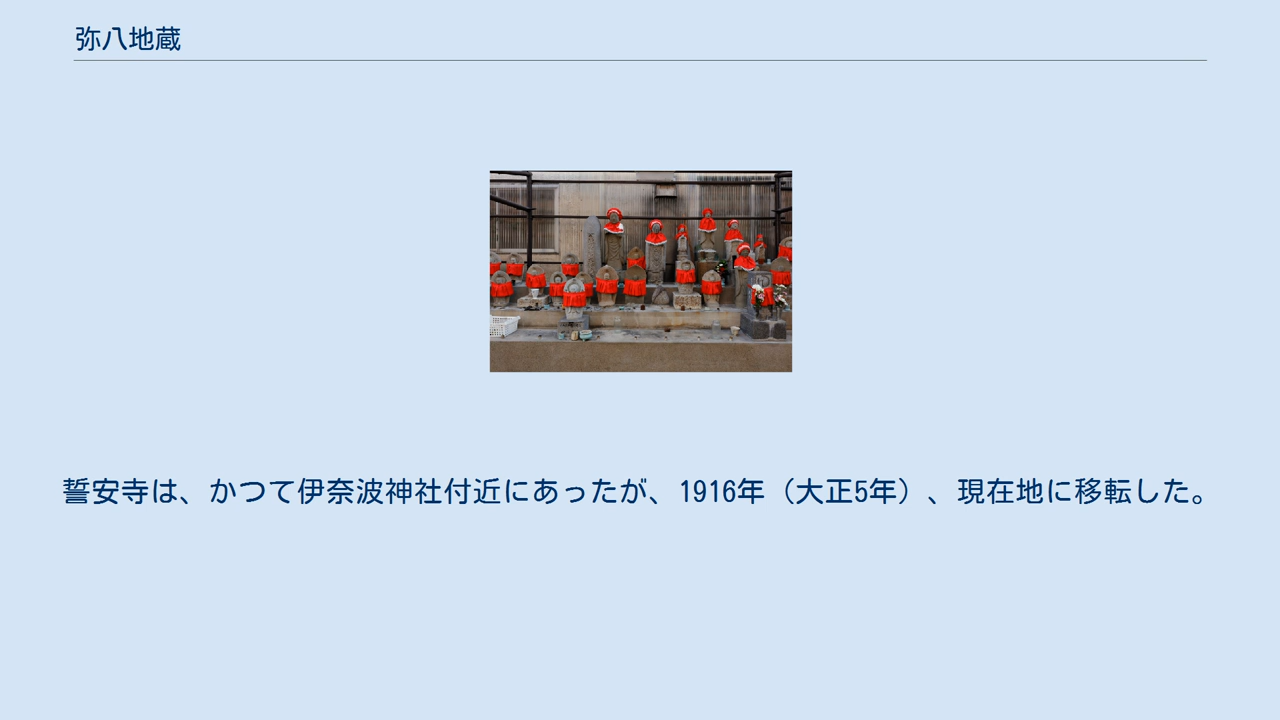 弥八地蔵
誓安寺は、かつて伊奈波神社付近にあったが、1916年（大正5年）、現在地に移転した。